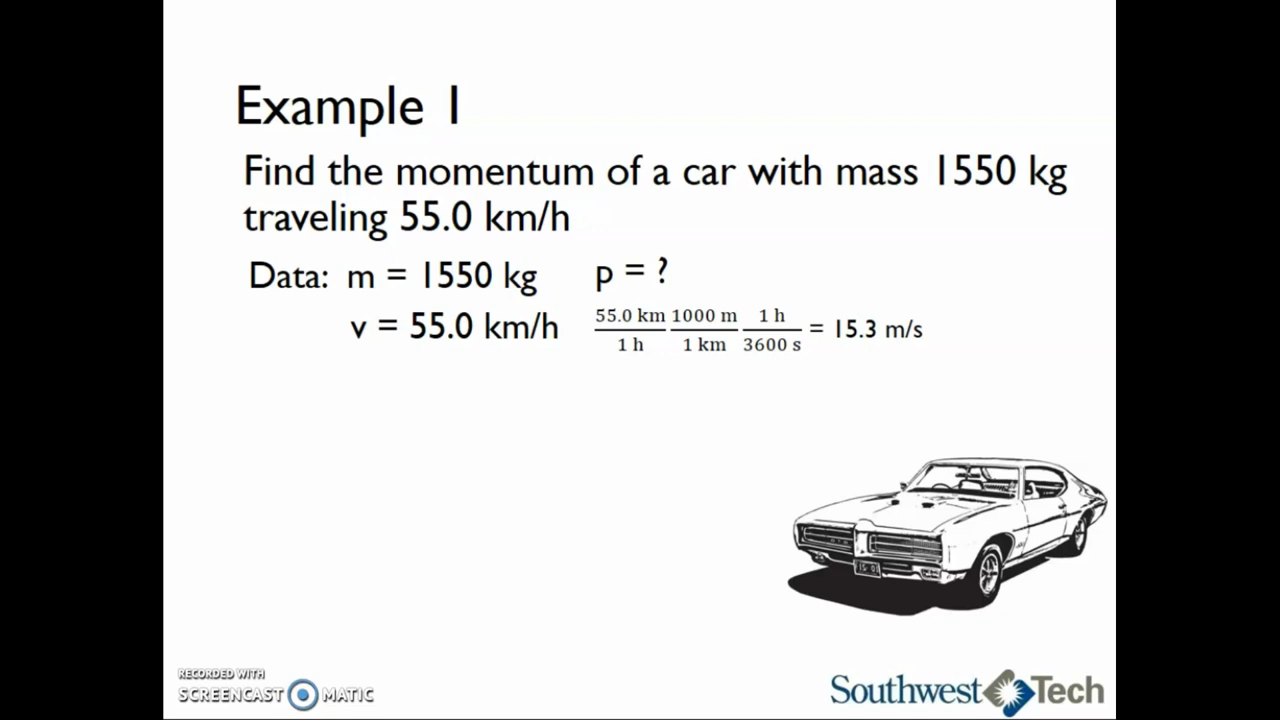 Example 1
Find the momentum of a car with mass 1550 kg
traveling 55.0 km/h
Data: m = 1550 kg p = ?
v = 55.0 km/h 55.0 km/1 h 1000 m/1 km 1 h/3600 s = 15.3 m/s
RECORDED WITH
SCREENCAST MATIC
Southwest Tech